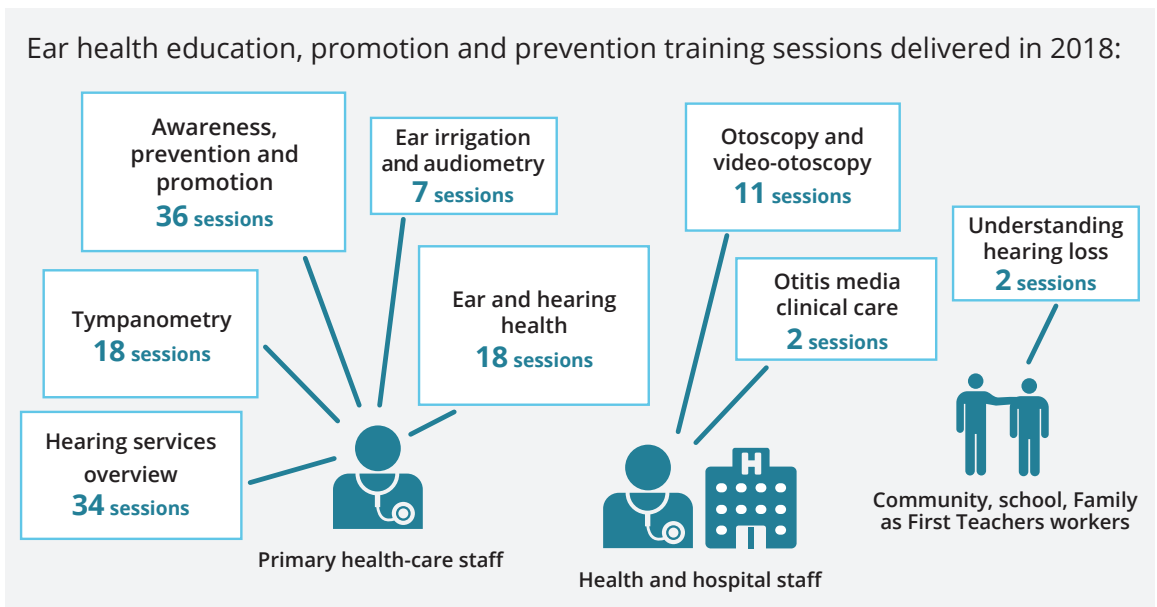 Ear health education, promotion and prevention training sessions delivered in 2018:
Awareness,
prevention and
promotion
36 sessions
Ear irrigation
and audiometry
7 sessions
Tympanometry
18 sessions
Ear and hearing
health
18 sessions
Hearing services
overview
34 sessions
Primary health-care staff
Otoscopy and
video-otoscopy
11 sessions
Otitis media
clinical care
2 sessions
H
Health and hospital staff
Understanding
hearing loss
2 sessions
Community, school, Family
as First Teachers workers